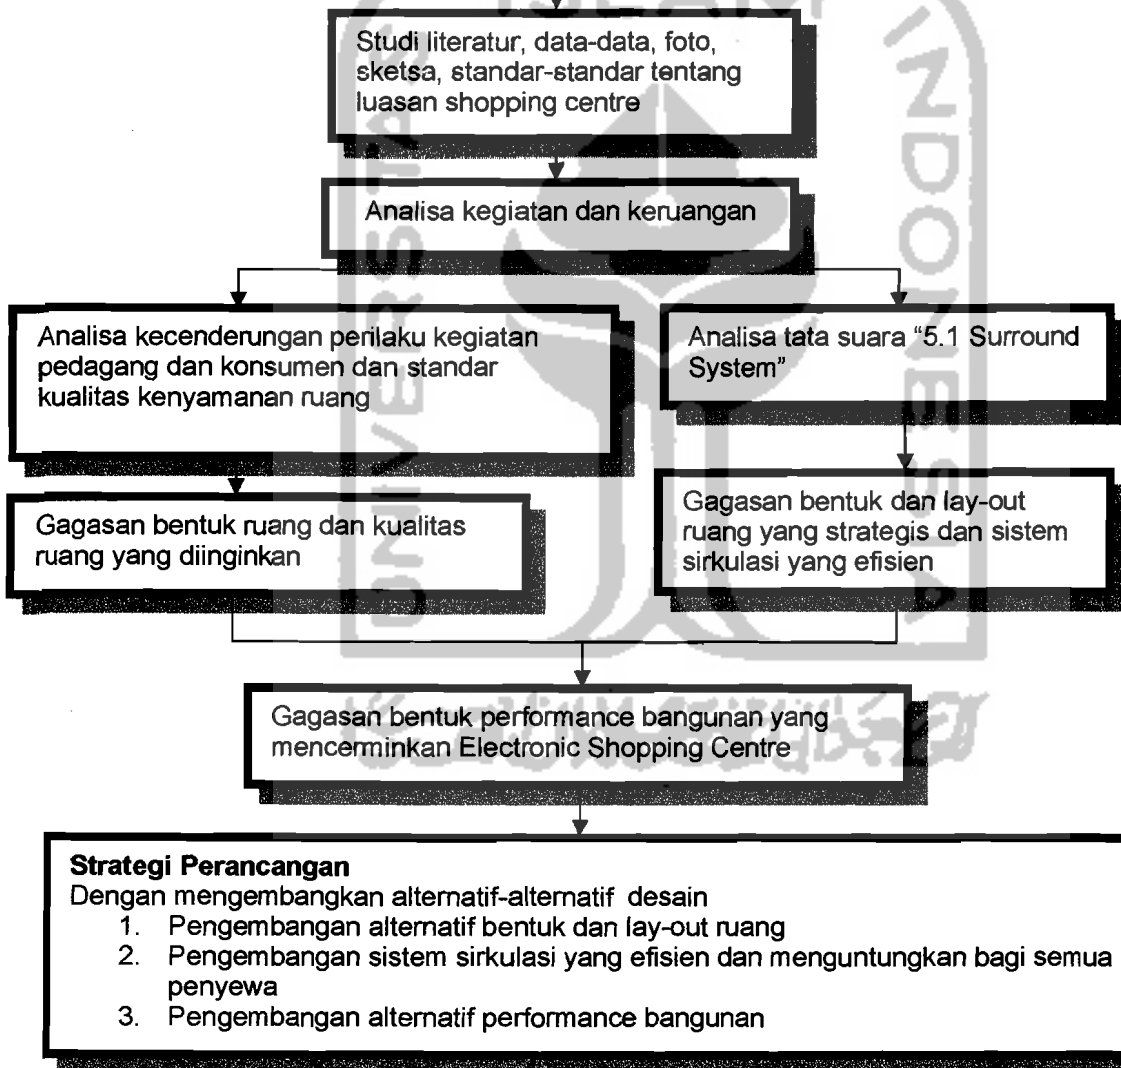 ISLAM
UNIVERSITAS
INDONESIA
Studi literatur, data-data, foto,
sketsa, standar-standar tentang
luasan shopping centre
Analisa kegiatan dan keruangan
Analisa kecenderungan perilaku kegiatan
pedagang dan konsumen dan standar
kualitas kenyamanan ruang
Analisa tata suara “5.1 Surround
System”
Gagasan bentuk ruang dan kualitas
ruang yang diinginkan
Gagasan bentuk dan lay-out
ruang yang strategis dan sistem
sirkulasi yang efisien
Gagasan bentuk performance bangunan yang
mencerminkan Electronic Shopping Centre
Strategi Perancangan
Dengan mengembangkan alternatif-alternatif desain
1. Pengembangan alternatif bentuk dan lay-out ruang
2. Pengembangan sistem sirkulasi yang efisien dan menguntungkan bagi semua
penyewa
3. Pengembangan alternatif performance bangunan